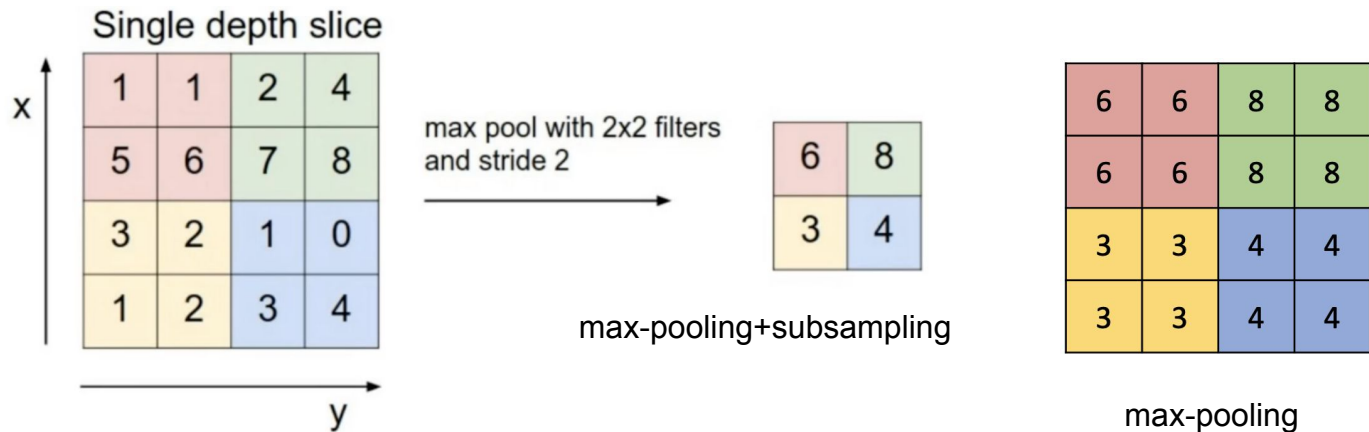 Single depth slice
x
1 1 2 4
5 6 7 8
3 2 1 0
1 2 3 4
y
max pool with 2x2 filters
and stride 2
6 8
3 4
max-pooling+subsampling
6 6 8 8
6 6 8 8
3 3 4 4
3 3 4 4
max-pooling